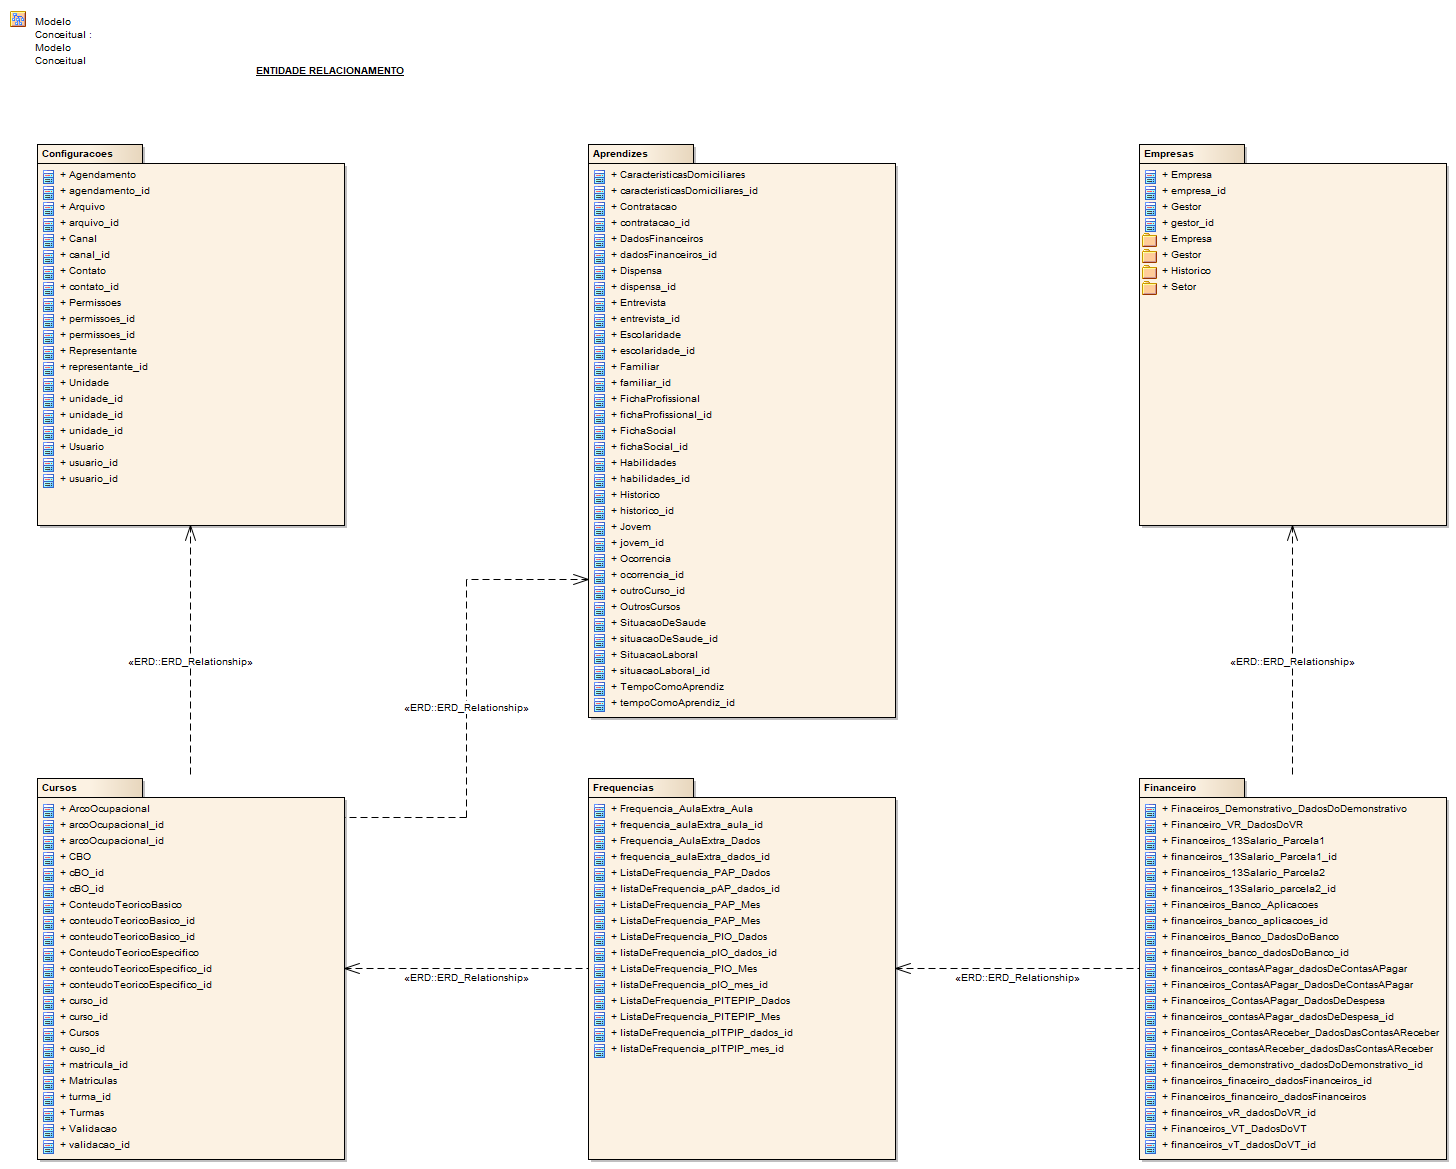 Modelo
Conceitual :
Modelo
Conceitual
ENTIDADE RELACIONAMENTO
Configuracoes
+ Agendamento
+ agendamento_id
+ Arquivo
+ arquivo_id
+ Canal
+ canal_id
+ Contato
+ contato_id
+ Permissoes
+ permissoes_id
+ permissoes_id
+ Representante
+ representante_id
+ Unidade
+ unidade_id
+ unidade_id
+ unidade_id
+ Usuario
+ usuario_id
+ usuario_id
Aprendizes
+ CaracteristicasDomiciliares
+ caracteristicasDomiciliares_id
+ Contratacao
+ contratacao_id
+ DadosFinanceiros
+ dadosFinanceiros_id
+ Dispensa
+ dispensa_id
+ Entrevista
+ entrevista_id
+ Escolaridade
+ escolaridade_id
+ Familiar
+ familiar_id
+ FichaProfissional
+ fichaProfissional_id
+ FichaSocial
+ fichaSocial_id
+ Habilidades
+ habilidades_id
+ Historico
+ historico_id
+ Jovem
+ jovem_id
+ Ocorrencia
+ ocorrencia_id
+ outroCurso_id
+ OutrosCursos
+ SituacaoDeSaude
+ situacaoDeSaude_id
+ SituacaoLaboral
+ situacaoLaboral_id
+ TempoComoAprendiz
+ tempoComoAprendiz_id
Empresas
+ Empresa
+ empresa_id
+ Gestor
+ gestor_id
+ Empresa
+ Gestor
+ Historico
+ Setor
«ERD::ERD_Relationship»
«ERD::ERD_Relationship»
«ERD::ERD_Relationship»
Cursos
+ ArcoOcupacional
+ arcoOcupacional_id
+ arcoOcupacional_id
+ CBO
+ cBO_id
+ cBO_id
+ ConteudoTeoricoBasico
+ conteudoTeoricoBasico_id
+ conteudoTeoricoBasico_id
+ ConteudoTeoricoEspecifico
+ conteudoTeoricoEspecifico_id
+ conteudoTeoricoEspecifico_id
+ curso_id
+ curso_id
+ Cursos
+ cuso_id
+ matricula_id
+ Matriculas
+ turma_id
+ Turmas
+ Validacao
+ validacao_id
«ERD::ERD_Relationship»
Frequencias
+ Frequencia_AulaExtra_Aula
+ frequencia_aulaExtra_aula_id
+ Frequencia_AulaExtra_Dados
+ frequencia_aulaExtra_dados_id
+ ListaDeFrequencia_PAP_Dados
+ listaDeFrequencia_pAP_dados_id
+ ListaDeFrequencia_PAP_Mes
+ ListaDeFrequencia_PAP_Mes
+ ListaDeFrequencia_PIO_Dados
+ listaDeFrequencia_pIO_dados_id
+ ListaDeFrequencia_PIO_Mes
+ listaDeFrequencia_pIO_mes_id
+ ListaDeFrequencia_PITEPIP_Dados
+ ListaDeFrequencia_PITEPIP_Mes
+ listaDeFrequencia_pITPIP_dados_id
+ listaDeFrequencia_pITPIP_mes_id
«ERD::ERD_Relationship»
Financeiro
+ Finaceiros_Demonstrativo_DadosDoDemonstrativo
+ Financeiro_VR_DadosDoVR
+ Financeiros_13Salario_Parcela1
+ financeiros_13Salario_Parcela1_id
+ Financeiros_13Salario_Parcela2
+ financeiros_13Salario_parcela2_id
+ Financeiros_Banco_Aplicacoes
+ financeiros_banco_aplicacoes_id
+ Financeiros_Banco_DadosDoBanco
+ financeiros_banco_dadosDoBanco_id
+ financeiros_contasAPagar_dadosDeContasAPagar
+ Financeiros_ContasAPagar_DadosDeContasAPagar
+ Financeiros_ContasAPagar_DadosDeDespesa
+ financeiros_contasAPagar_dadosDeDespesa_id
+ Financeiros_ContasAReceber_DadosDasContasAReceber
+ financeiros_contasAReceber_dadosDasContasAReceber
+ financeiros_demonstrativo_dadosDoDemonstrativo_id
+ financeiros_finaceiro_dadosFinanceiros_id
+ Financeiros_financeiro_dadosFinanceiros
+ financeiros_vR_dadosDoVR_id
+ Financeiros_VT_DadosDoVT
+ financeiros_vT_dadosDoVT_id